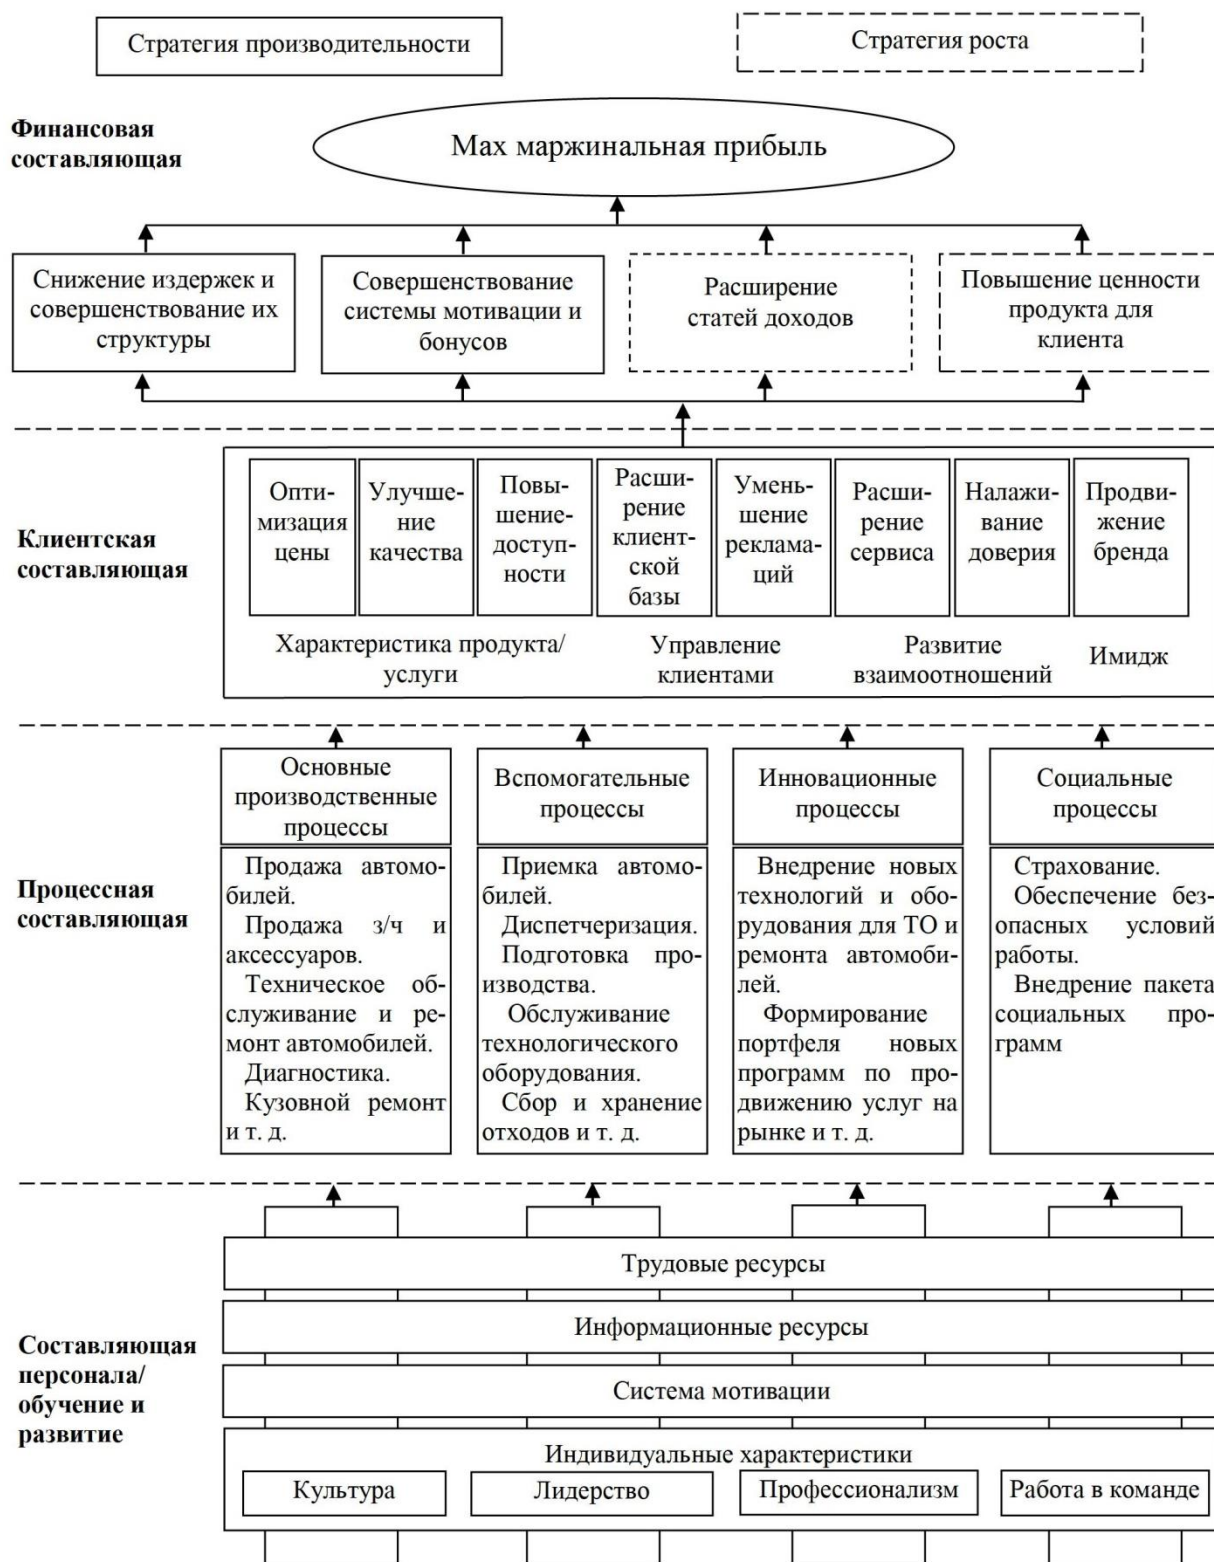 Стратегия производительности
Стратегия роста
Финансовая
составляющая
Мах маржинальная прибыль
Снижение издержек и
совершенствование их
структуры
Совершенствование
системы мотивации и
бонусов
Расширение
статей доходов
Повышение ценности
продукта для
клиента
Клиентская
составляющая
Опти-
мизация
цены
Улучше-
ние
качества
Повы-
шение-
доступ-
ности
Расши-
рение
клиент-
ской
базы
Умень-
шение
реклама-
ций
Расши-
рение
сервиса
Налажи-
вание
доверия
Продви-
жение
бренда
Характеристика продукта/
услуги
Управление
клиентами
Развитие
взаимоотношений
Имидж
Процессная
составляющая
Основные
производственные
процессы
Продажа автомо-
билей.
Продажа з/ч и
аксессуаров.
Техническое об-
служивание и ре-
монт автомобилей.
Диагностика.
Кузовной ремонт
и т. д.
Вспомогательные
процессы
Приемка автомо-
билей.
Диспетчеризация.
Подготовка про-
изводства.
Обслуживание
технологического
оборудования.
Сбор и хранение
отходов и т. д.
Инновационные
процессы
Внедрение новых
технологий и обо-
рудования для ТО и
ремонта автомоби-
лей.
Формирование
портфеля новых
программ по про-
движению услуг на
рынке и т. д.
Социальные
процессы
Страхование.
Обеспечение без-
опасных условий
работы.
Внедрение пакета
социальных про-
грамм
Составляющая
персонала/
обучение и
развитие
Трудовые ресурсы
Информационные ресурсы
Система мотивации
Индивидуальные характеристики
Культура
Лидерство
Профессионализм
Работа в команде